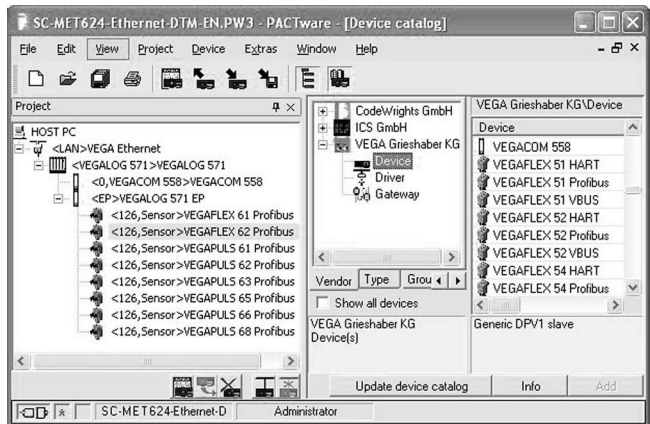 SC-MET624-Ethernet-DTM-EN.PW3 - PACTware - [Device catalog]
File Edit View Project Device Extras Window Help
Project
HOST PC
<LAN>VEGA Ethernet
<VEGALOG 571>VEGALOG 571
<0,VEGACOM 558>VEGACOM 558
<EP>VEGALOG 571 EP
<126,Sensor>VEGAFLEX 61 Profibus
<126,Sensor>VEGAFLEX 62 Profibus
<126,Sensor>VEGAPULS 61 Profibus
<126,Sensor>VEGAPULS 62 Profibus
<126,Sensor>VEGAPULS 63 Profibus
<126,Sensor>VEGAPULS 65 Profibus
<126,Sensor>VEGAPULS 66 Profibus
<126,Sensor>VEGAPULS 68 Profibus
CodeWrights GmbH
ICS GmbH
VEGA Grieshaber KG
Device
Driver
Gateway
Vendor Type Grou
Show all devices
VEGA Grieshaber KG
Device(s)
VEGA Grieshaber KG\Device
Device
VEGACOM 558
VEGAFLEX 51 HART
VEGAFLEX 51 Profibus
VEGAFLEX 51 VBUS
VEGAFLEX 52 HART
VEGAFLEX 52 Profibus
VEGAFLEX 52 VBUS
VEGAFLEX 54 HART
VEGAFLEX 54 Profibus
Generic DPV1 slave
Update device catalog Info Add
SC-MET624-Ethernet-D Administrator